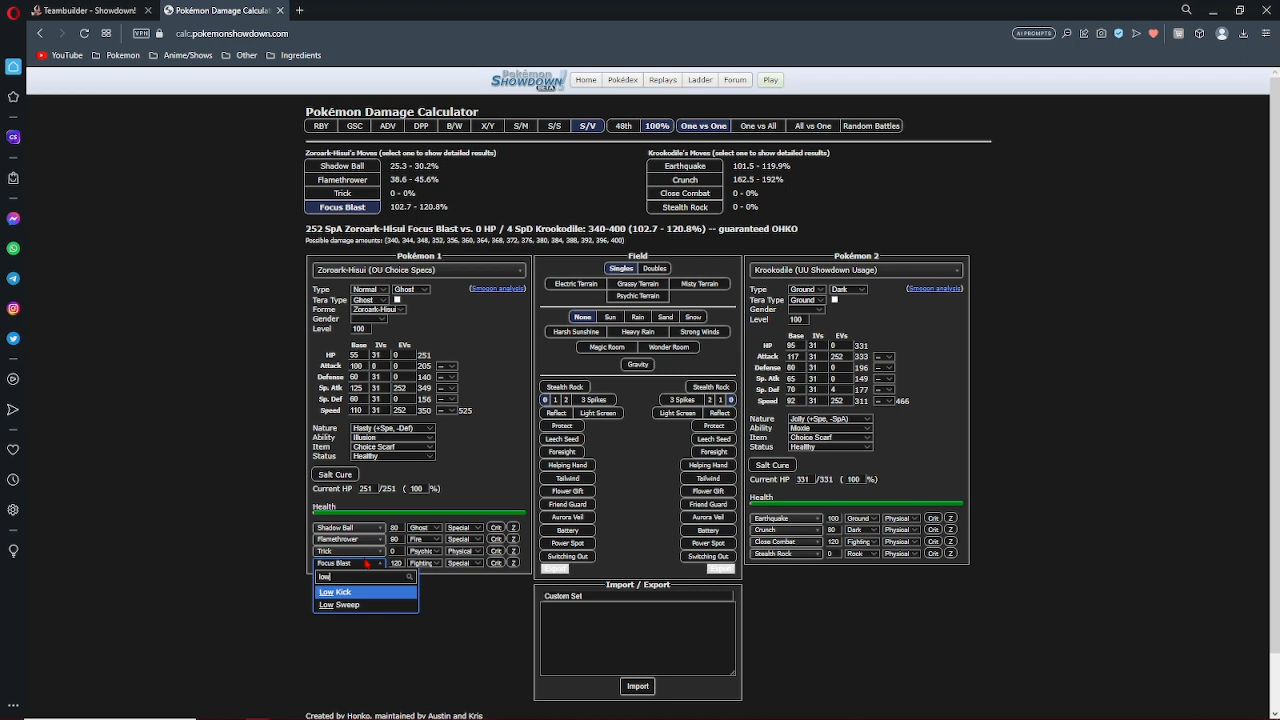 Teambuilder - Showdown!
Pokémon Damage Calculat
calc.pokemonshowdown.com
VPN
AI PROMPTS
YouTube Pokemon Anime/Shows Other Ingredients
Pokémon SHOWDOWN BETA
Home Pokédex Replays Ladder Forum Play
Pokémon Damage Calculator
RBY GSC ADV DPP B/W X/Y S/M S/S S/V 48th 100% One vs One One vs All All vs One Random Battles
Zoroark-Hisui's Moves (select one to show detailed results)
Shadow Ball 25.3 - 30.2%
Flamethrower 38.6 - 45.6%
Trick 0 - 0%
Focus Blast 102.7 - 120.8%
Krookodile's Moves (select one to show detailed results)
Earthquake 101.5 - 119.9%
Crunch 162.5 - 192%
Close Combat 0 - 0%
Stealth Rock 0 - 0%
252 SpA Zoroark-Hisui Focus Blast vs. 0 HP / 4 SpD Krookodile: 340-400 (102.7 - 120.8%) -- guaranteed OHKO
Possible damage amounts: (340, 344, 348, 352, 356, 360, 364, 368, 372, 376, 380, 384, 388, 392, 396, 400)
Pokémon 1
Zoroark-Hisui (OU Choice Specs)
Type Normal Ghost (Smogon analysis)
Tera Type Ghost
Forme Zoroark-Hisui
Gender
Level 100
Base IVs EVs
HP 55 31 0 251
Attack 100 0 0 205 --
Defense 60 31 0 140 --
Sp. Atk 125 31 252 349 --
Sp. Def 60 31 0 156 --
Speed 110 31 252 350 -- 525
Nature Hasty (+Spe, -Def)
Ability Illusion
Item Choice Scarf
Status Healthy
Salt Cure
Current HP 251 /251 ( 100 %)
Health
Shadow Ball 80 Ghost Special Crit Z
Flamethrower 90 Fire Special Crit Z
Trick 0 Psychic Physical Crit Z
Focus Blast 120 Fighting Special Crit Z
low
Low Kick
Low Sweep
Field
Singles Doubles
Electric Terrain Grassy Terrain Misty Terrain
Psychic Terrain
None Sun Rain Sand Snow
Harsh Sunshine Heavy Rain Strong Winds
Magic Room Wonder Room
Gravity
Stealth Rock Stealth Rock
0 1 2 3 Spikes 3 Spikes 2 1 0
Reflect Light Screen Light Screen Reflect
Protect Protect
Leech Seed Leech Seed
Foresight Foresight
Helping Hand Helping Hand
Tailwind Tailwind
Flower Gift Flower Gift
Friend Guard Friend Guard
Aurora Veil Aurora Veil
Battery Battery
Power Spot Power Spot
Switching Out Switching Out
Export Export
Import / Export
Custom Set
Import
Pokémon 2
Krookodile (UU Showdown Usage)
Type Ground Dark (Smogon analysis)
Tera Type Ground
Gender
Level 100
Base IVs EVs
HP 95 31 0 331
Attack 117 31 252 333 --
Defense 80 31 0 196 --
Sp. Atk 65 31 0 149 --
Sp. Def 70 31 4 177 --
Speed 92 31 252 311 -- 466
Nature Jolly (+Spe, -SpA)
Ability Moxie
Item Choice Scarf
Status Healthy
Salt Cure
Current HP 331 /331 ( 100 %)
Health
Earthquake 100 Ground Physical Crit Z
Crunch 80 Dark Physical Crit Z
Close Combat 120 Fighting Physical Crit Z
Stealth Rock 0 Rock Physical Crit Z
Created by Honko, maintained by Austin and Kris